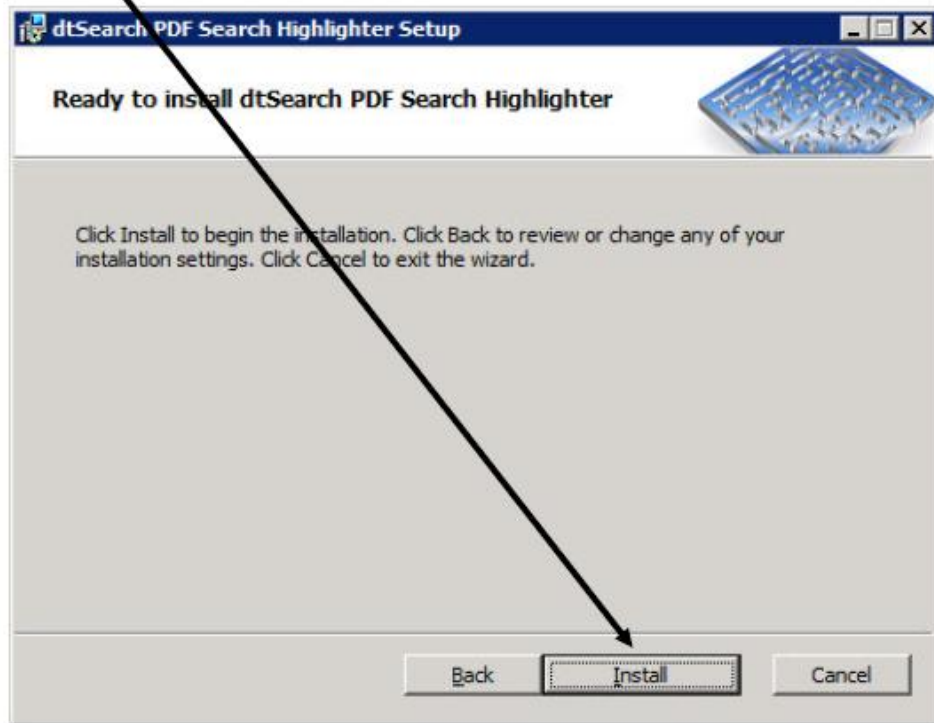 dtSearch PDF Search Highlighter Setup
Ready to install dtSearch PDF Search Highlighter
Click Install to begin the installation. Click Back to review or change any of your
installation settings. Click Cancel to exit the wizard.
Back
Install
Cancel